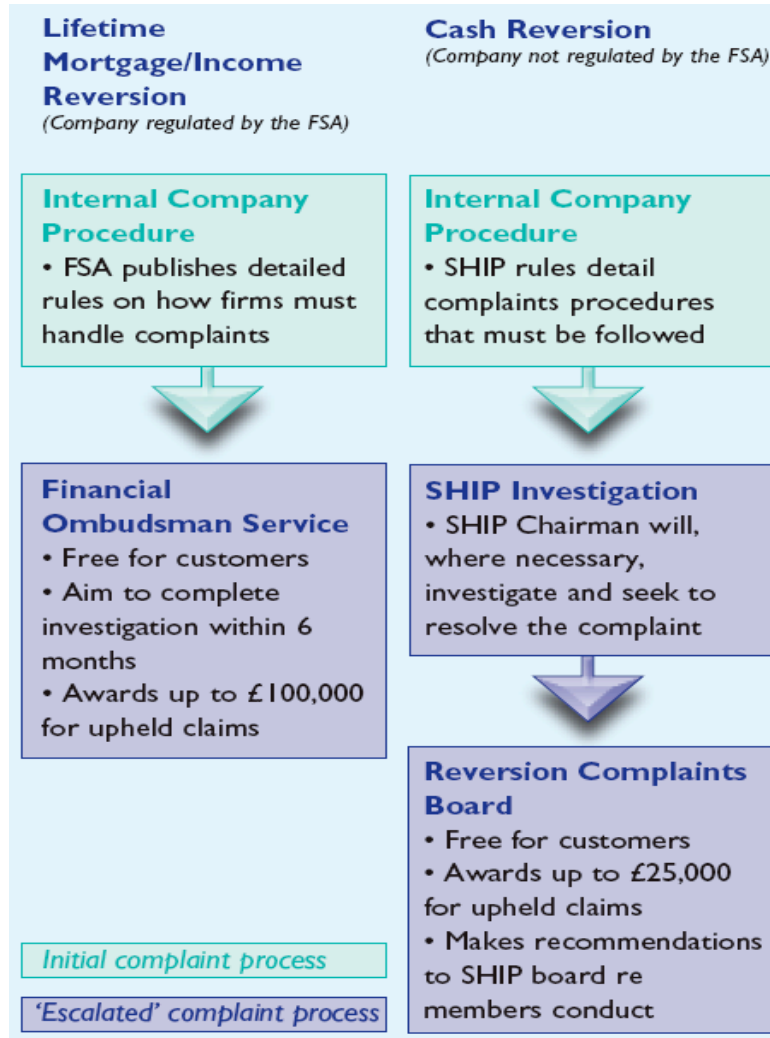 Lifetime
Mortgage/Income
Reversion
(Company regulated by the FSA)
Internal Company
Procedure
• FSA publishes detailed
rules on how firms must
handle complaints
Financial
Ombudsman Service
• Free for customers
• Aim to complete
investigation within 6
months
• Awards up to £100,000
for upheld claims
Cash Reversion
(Company not regulated by the FSA)
Internal Company
Procedure
• SHIP rules detail
complaints procedures
that must be followed
SHIP Investigation
• SHIP Chairman will,
where necessary,
investigate and seek to
resolve the complaint
Reversion Complaints
Board
• Free for customers
• Awards up to £25,000
for upheld claims
• Makes recommendations
to SHIP board re
members conduct
Initial complaint process
‘Escalated’ complaint process